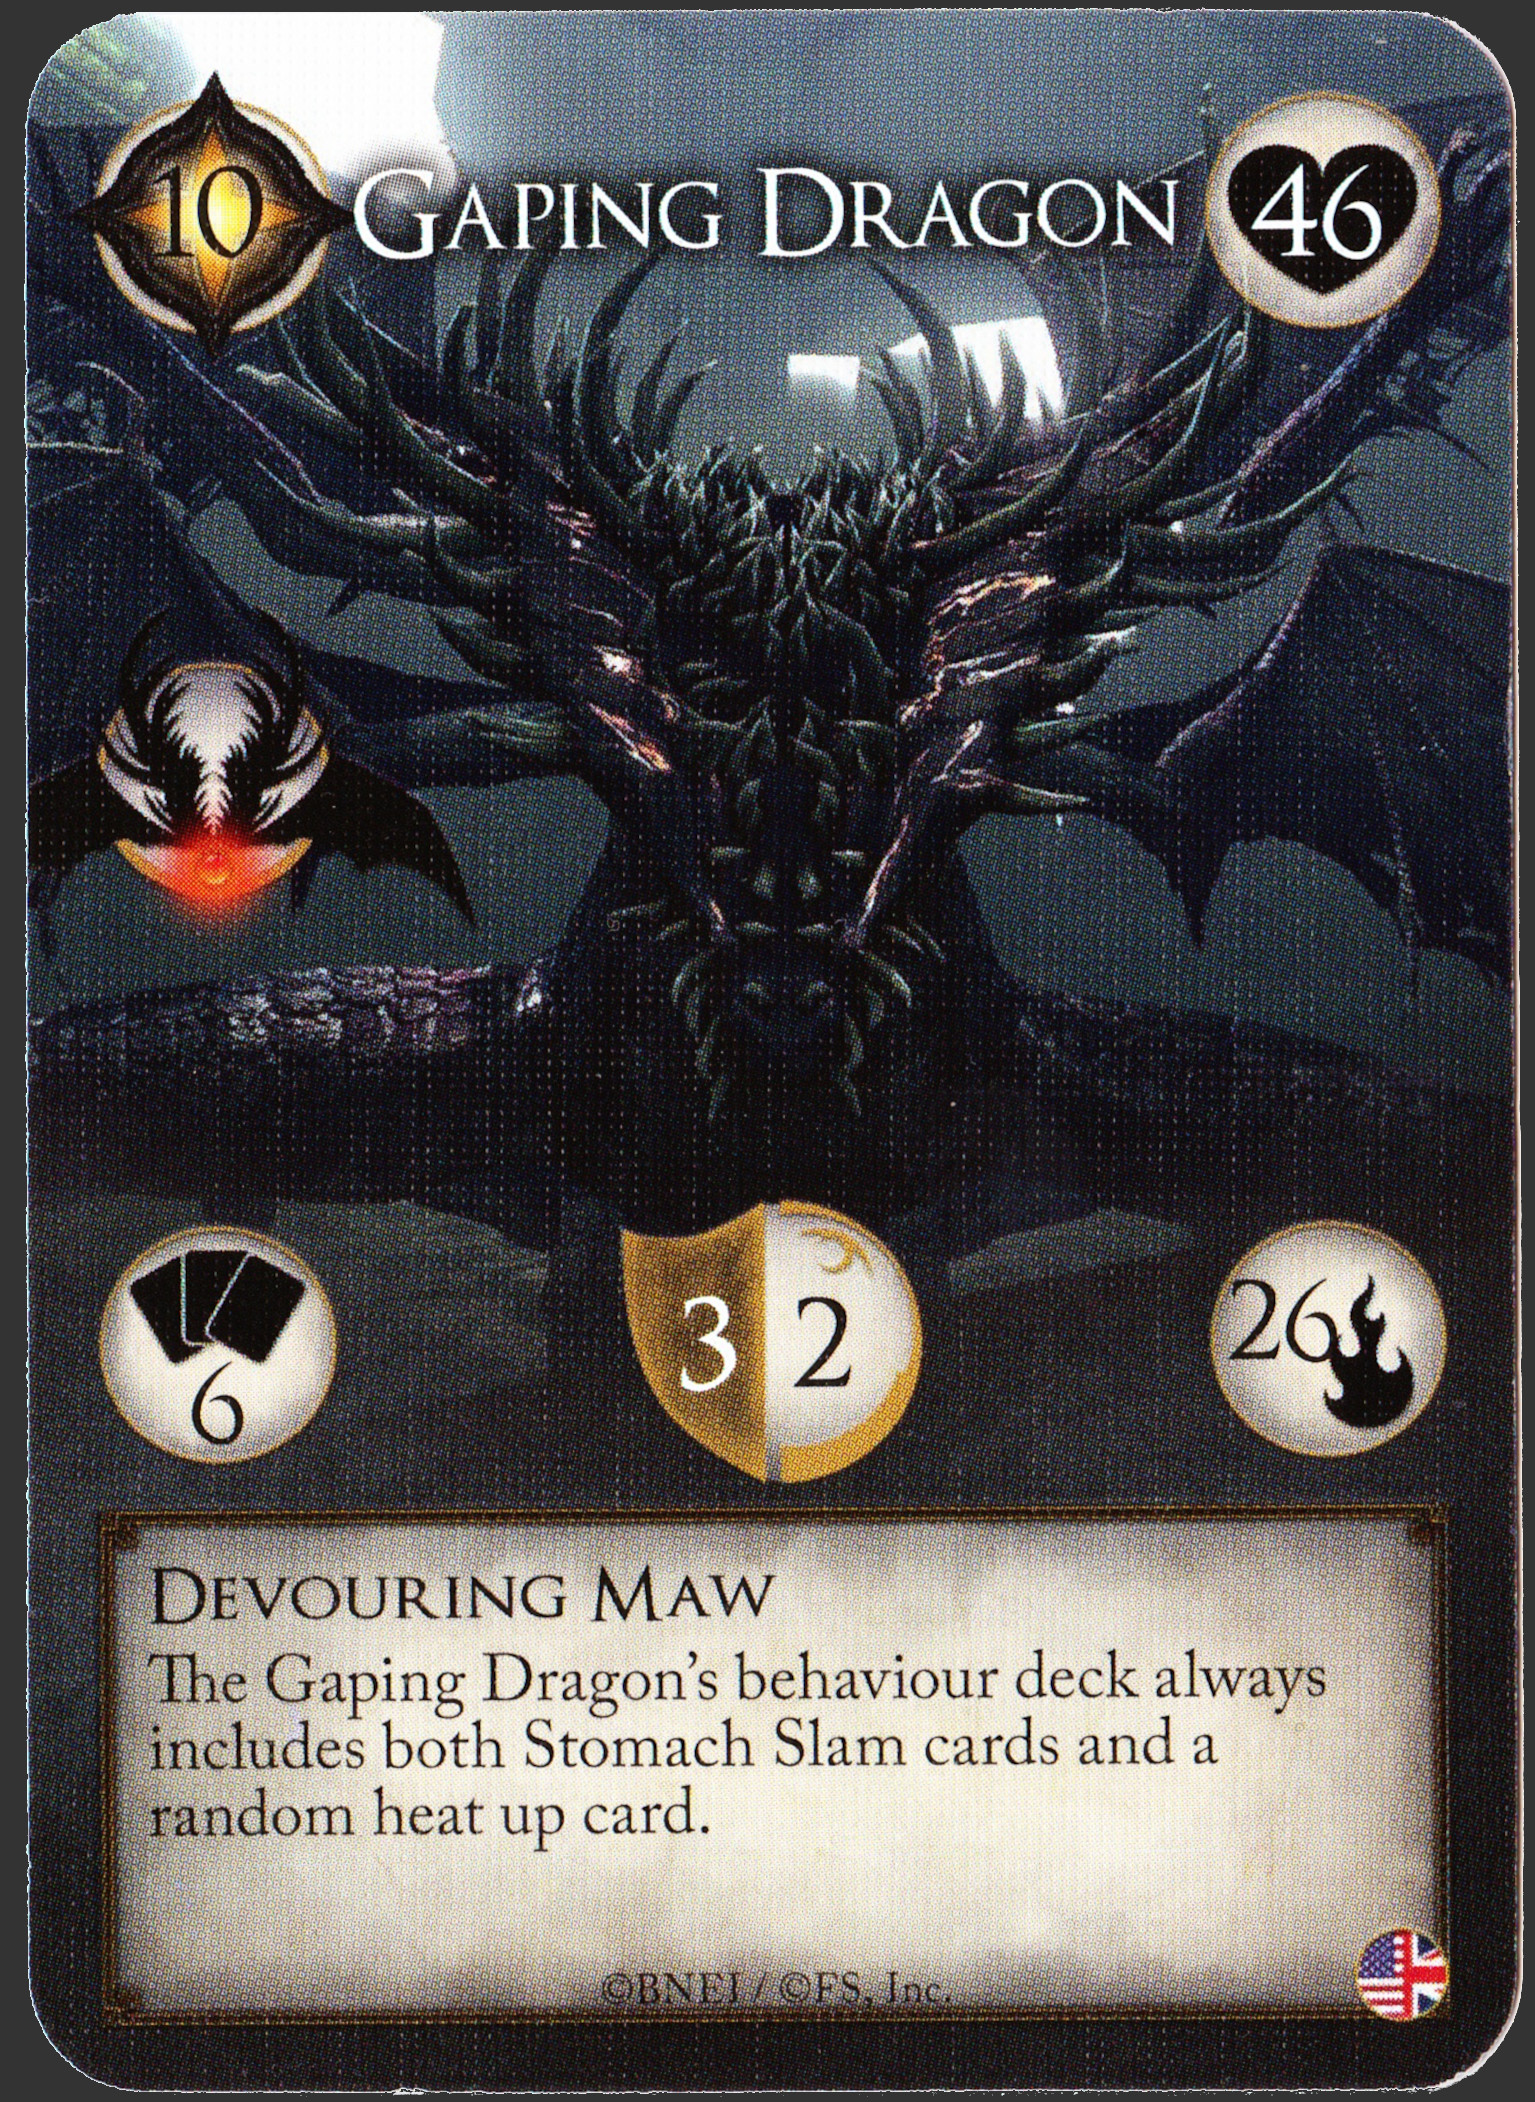 10
GAPING DRAGON
46
6
3
2
26
DEVOURING MAW
The Gaping Dragon's behaviour deck always
includes both Stomach Slam cards and a
random heat up card.
©BNEI / ©FS, Inc.